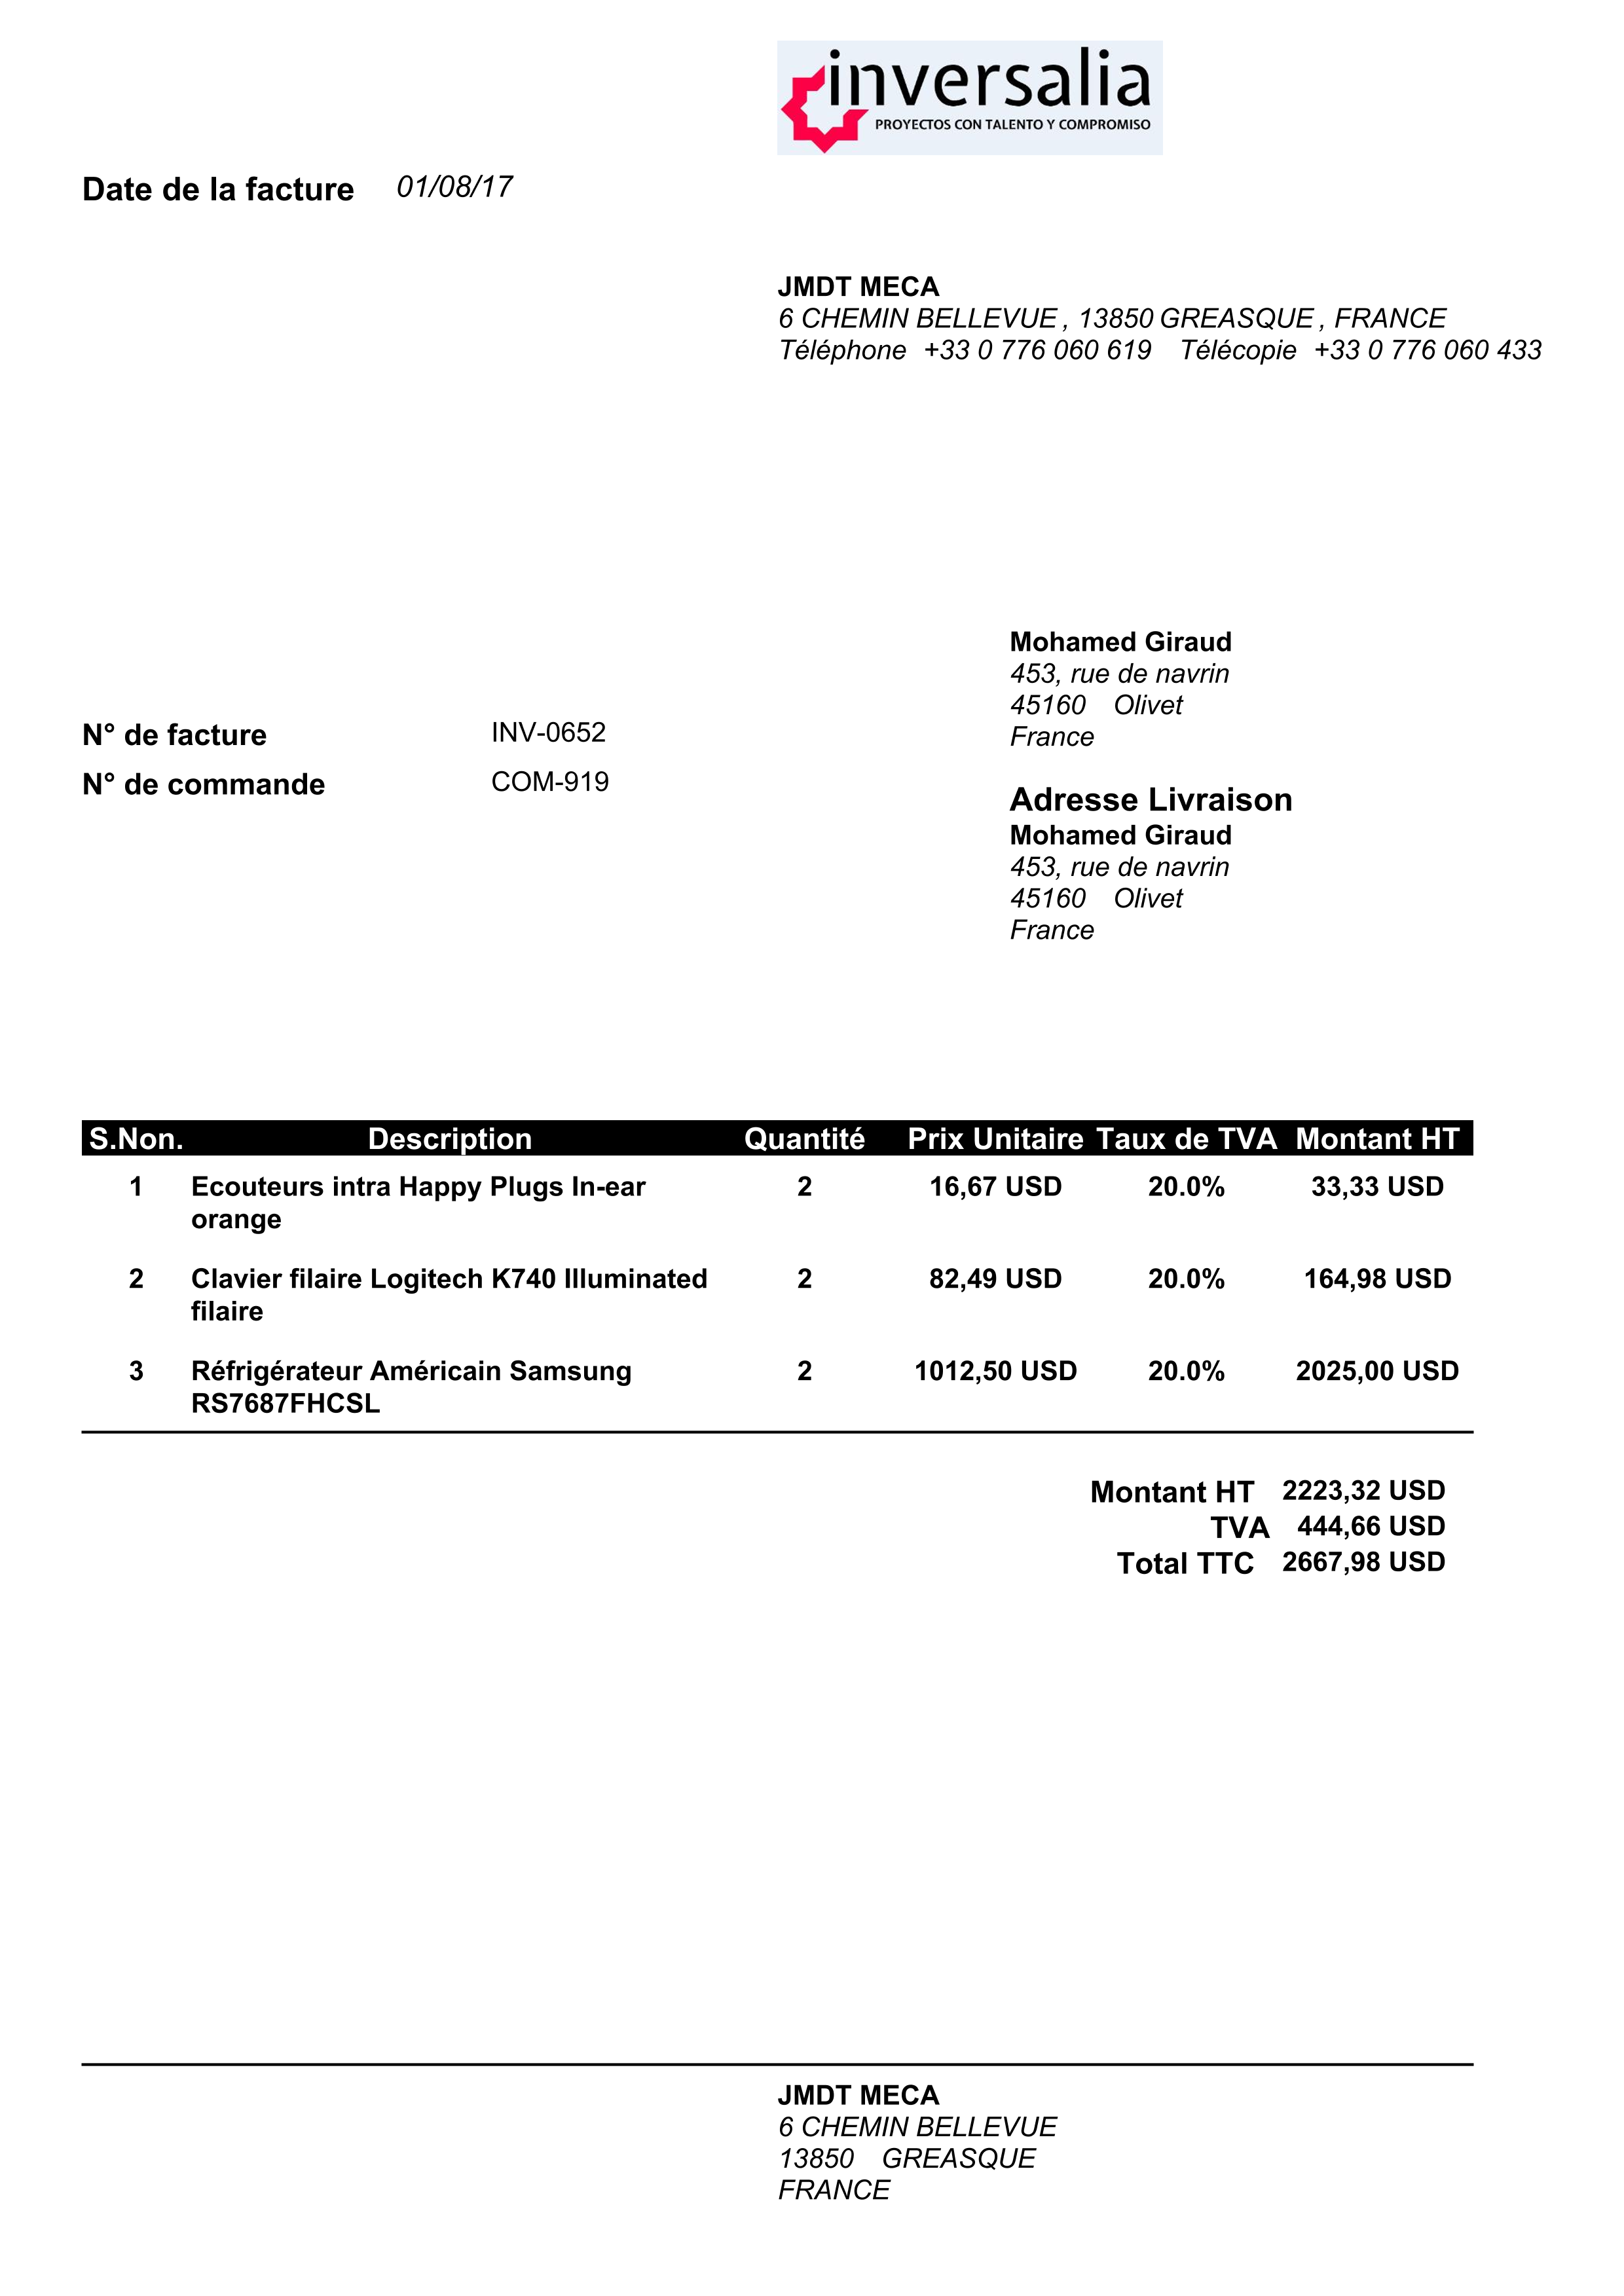 inversalia
PROYECTOS CON TALENTO Y COMPROMISO
Date de la facture 01/08/17
JMDT MECA
6 CHEMIN BELLEVUE , 13850 GREASQUE , FRANCE
Téléphone +33 0 776 060 619 Télécopie +33 0 776 060 433
Mohamed Giraud
453, rue de navrin
45160 Olivet
France
N° de facture INV-0652
N° de commande COM-919
Adresse Livraison
Mohamed Giraud
453, rue de navrin
45160 Olivet
France
S.Non. Description Quantité Prix Unitaire Taux de TVA Montant HT
1 Ecouteurs intra Happy Plugs In-ear 2 16,67 USD 20.0% 33,33 USD
orange
2 Clavier filaire Logitech K740 Illuminated 2 82,49 USD 20.0% 164,98 USD
filaire
3 Réfrigérateur Américain Samsung 2 1012,50 USD 20.0% 2025,00 USD
RS7687FHCSL
Montant HT 2223,32 USD
TVA 444,66 USD
Total TTC 2667,98 USD
JMDT MECA
6 CHEMIN BELLEVUE
13850 GREASQUE
FRANCE